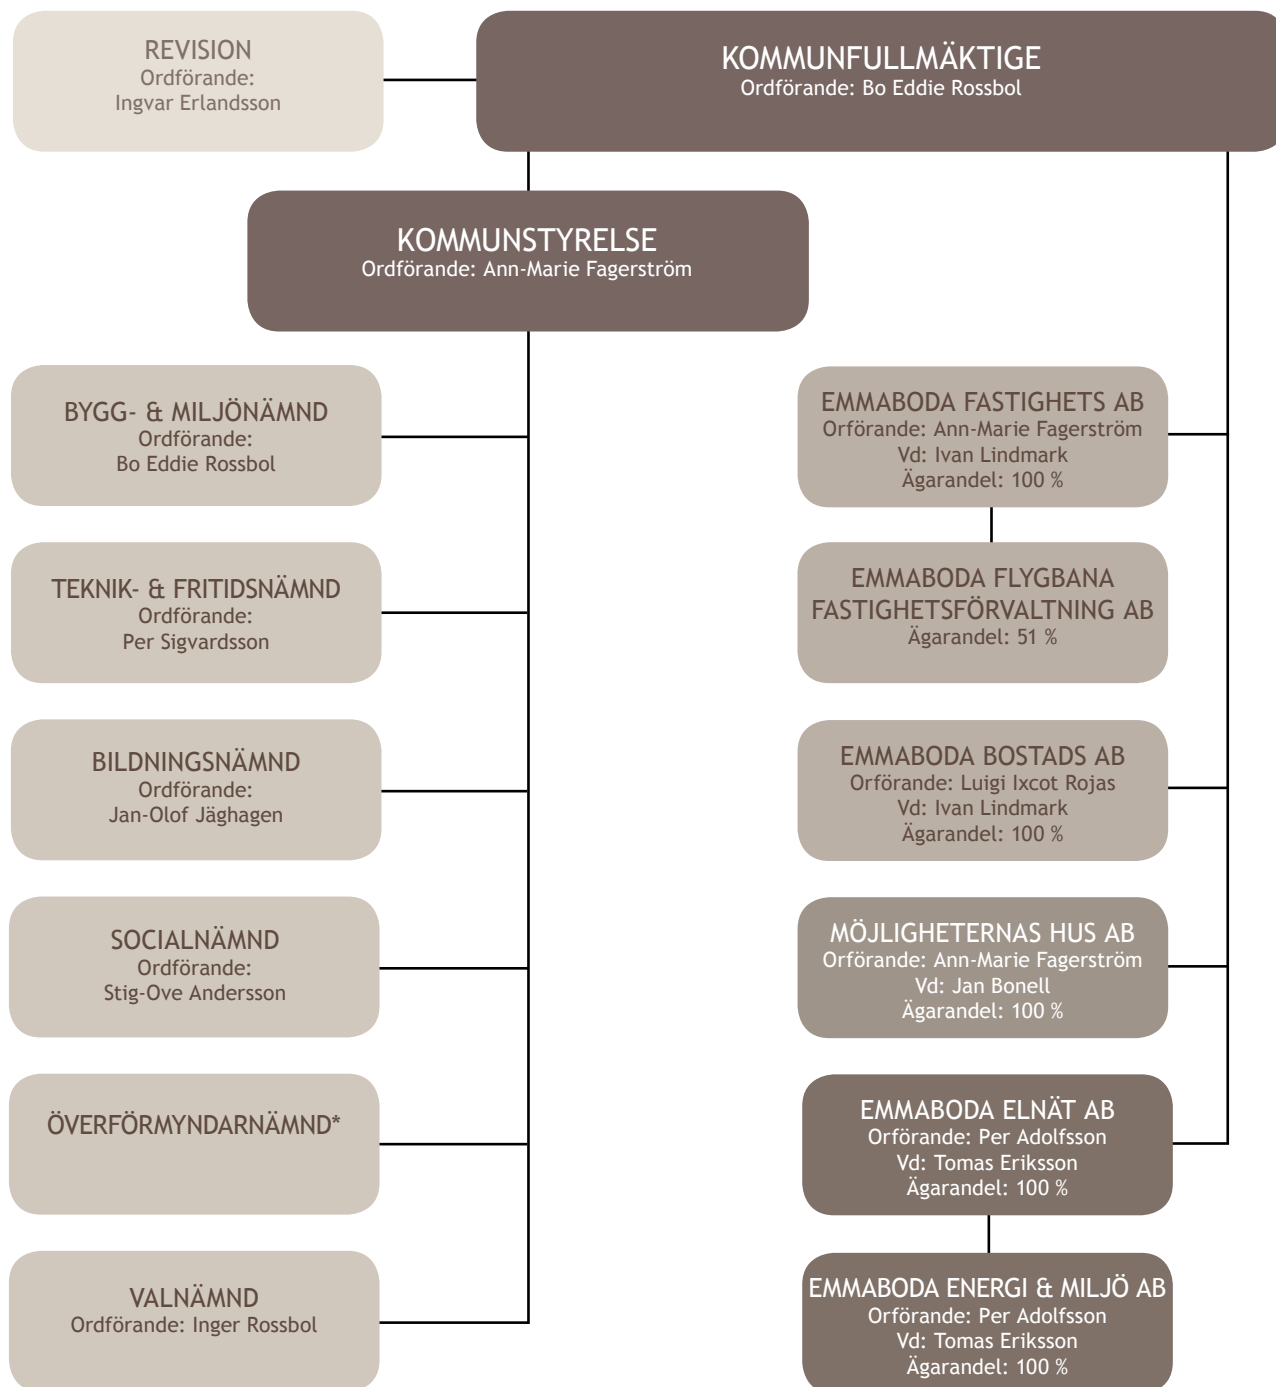 REVISION
Ordförande:
Ingvar Erlandsson
KOMMUNFULLMÄKTIGE
Ordförande: Bo Eddie Rossbol
KOMMUNSTYRELSE
Ordförande: Ann-Marie Fagerström
BYGG- & MILJÖNÄMND
Ordförande:
Bo Eddie Rossbol
TEKNIK- & FRITIDSNÄMND
Ordförande:
Per Sigvardsson
BILDNINGSNÄMND
Ordförande:
Jan-Olof Jäghagen
SOCIALNÄMND
Ordförande:
Stig-Ove Andersson
ÖVERFÖRMYNDARNÄMND*
VALNÄMND
Ordförande: Inger Rossbol
EMMABODA FASTIGHETS AB
Orförande: Ann-Marie Fagerström
Vd: Ivan Lindmark
Ägarandel: 100 %
EMMABODA FLYGBANA
FASTIGHETSFÖRVALTNING AB
Ägarandel: 51 %
EMMABODA BOSTADS AB
Orförande: Luigi Ixcot Rojas
Vd: Ivan Lindmark
Ägarandel: 100 %
MÖJLIGHETERNAS HUS AB
Orförande: Ann-Marie Fagerström
Vd: Jan Bonell
Ägarandel: 100 %
EMMABODA ELNÄT AB
Orförande: Per Adolfsson
Vd: Tomas Eriksson
Ägarandel: 100 %
EMMABODA ENERGI & MILJÖ AB
Orförande: Per Adolfsson
Vd: Tomas Eriksson
Ägarandel: 100 %